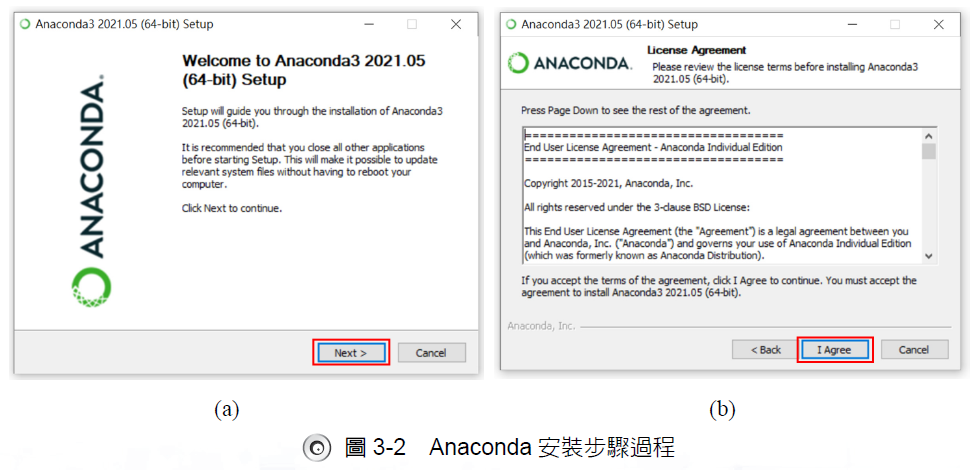 Anaconda3 2021.05 (64-bit) Setup
ANACONDA.
Welcome to Anaconda3 2021.05
(64-bit) Setup
Setup will guide you through the installation of Anaconda3
2021.05 (64-bit).
It is recommended that you close all other applications
before starting Setup. This will make it possible to update
relevant system files without having to reboot your
computer.
Click Next to continue.
Next >
Cancel
(a)
Anaconda3 2021.05 (64-bit) Setup
ANACONDA.
License Agreement
Please review the license terms before installing Anaconda3
2021.05 (64-bit).
Press Page Down to see the rest of the agreement.
===================================
End User License Agreement - Anaconda Individual Edition
===================================
Copyright 2015-2021, Anaconda, Inc.
All rights reserved under the 3-clause BSD License:
This End User License Agreement (the "Agreement") is a legal agreement between you
and Anaconda, Inc. ("Anaconda") and governs your use of Anaconda Individual Edition
(which was formerly known as Anaconda Distribution).
If you accept the terms of the agreement, click I Agree to continue. You must accept the
agreement to install Anaconda3 2021.05 (64-bit).
Anaconda, Inc.
< Back
I Agree
Cancel
(b)
圖 3-2 Anaconda 安裝步驟過程